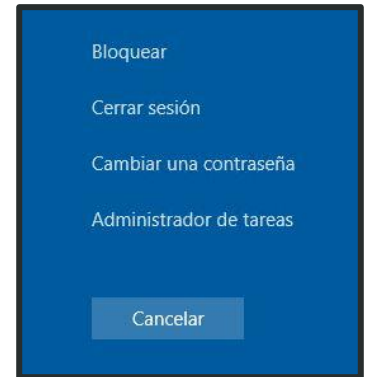 Bloquear
Cerrar sesión
Cambiar una contraseña
Administrador de tareas
Cancelar